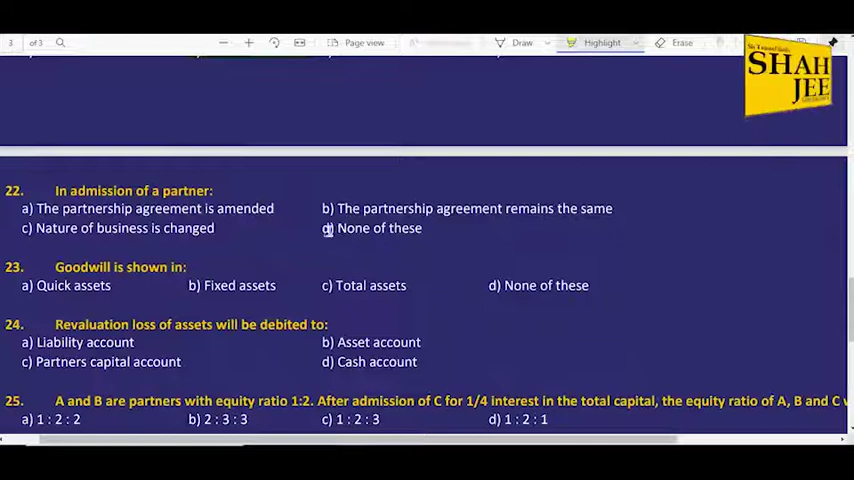 3 of 3 Page view Draw Highlight Erase
SHAH
JEE
22. In admission of a partner:
a) The partnership agreement is amended b) The partnership agreement remains the same
c) Nature of business is changed d) None of these
23. Goodwill is shown in:
a) Quick assets b) Fixed assets c) Total assets d) None of these
24. Revaluation loss of assets will be debited to:
a) Liability account b) Asset account
c) Partners capital account d) Cash account
25. A and B are partners with equity ratio 1:2. After admission of C for 1/4 interest in the total capital, the equity ratio of A, B and C
a) 1 : 2 : 2 b) 2 : 3 : 3 c) 1 : 2 : 3 d) 1 : 2 : 1